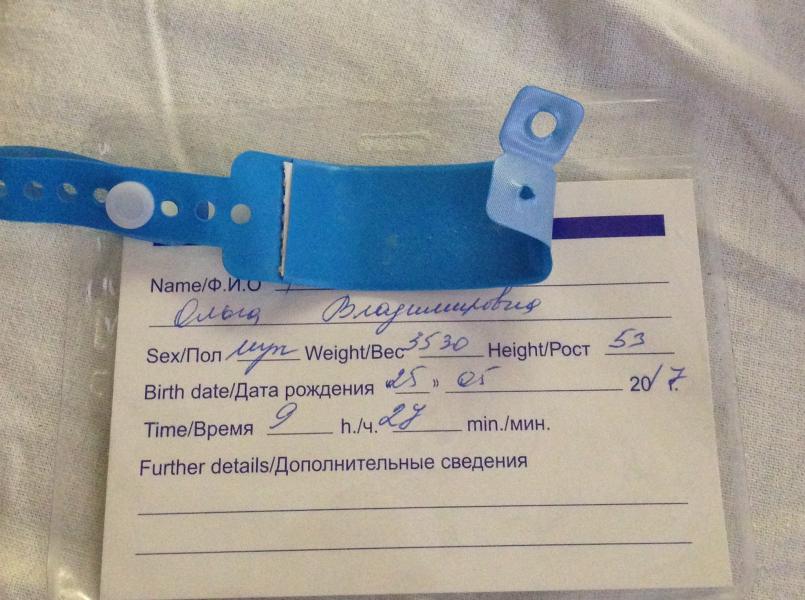 Name/Ф.И.О
Ольга Владимировна
Sex/Пол муж Weight/Вес 3530 Height/Рост 53
Birth date/Дата рождения «25» 05 2017 г.
Time/Время 9 h./ч. 27 min./мин.
Further details/Дополнительные сведения